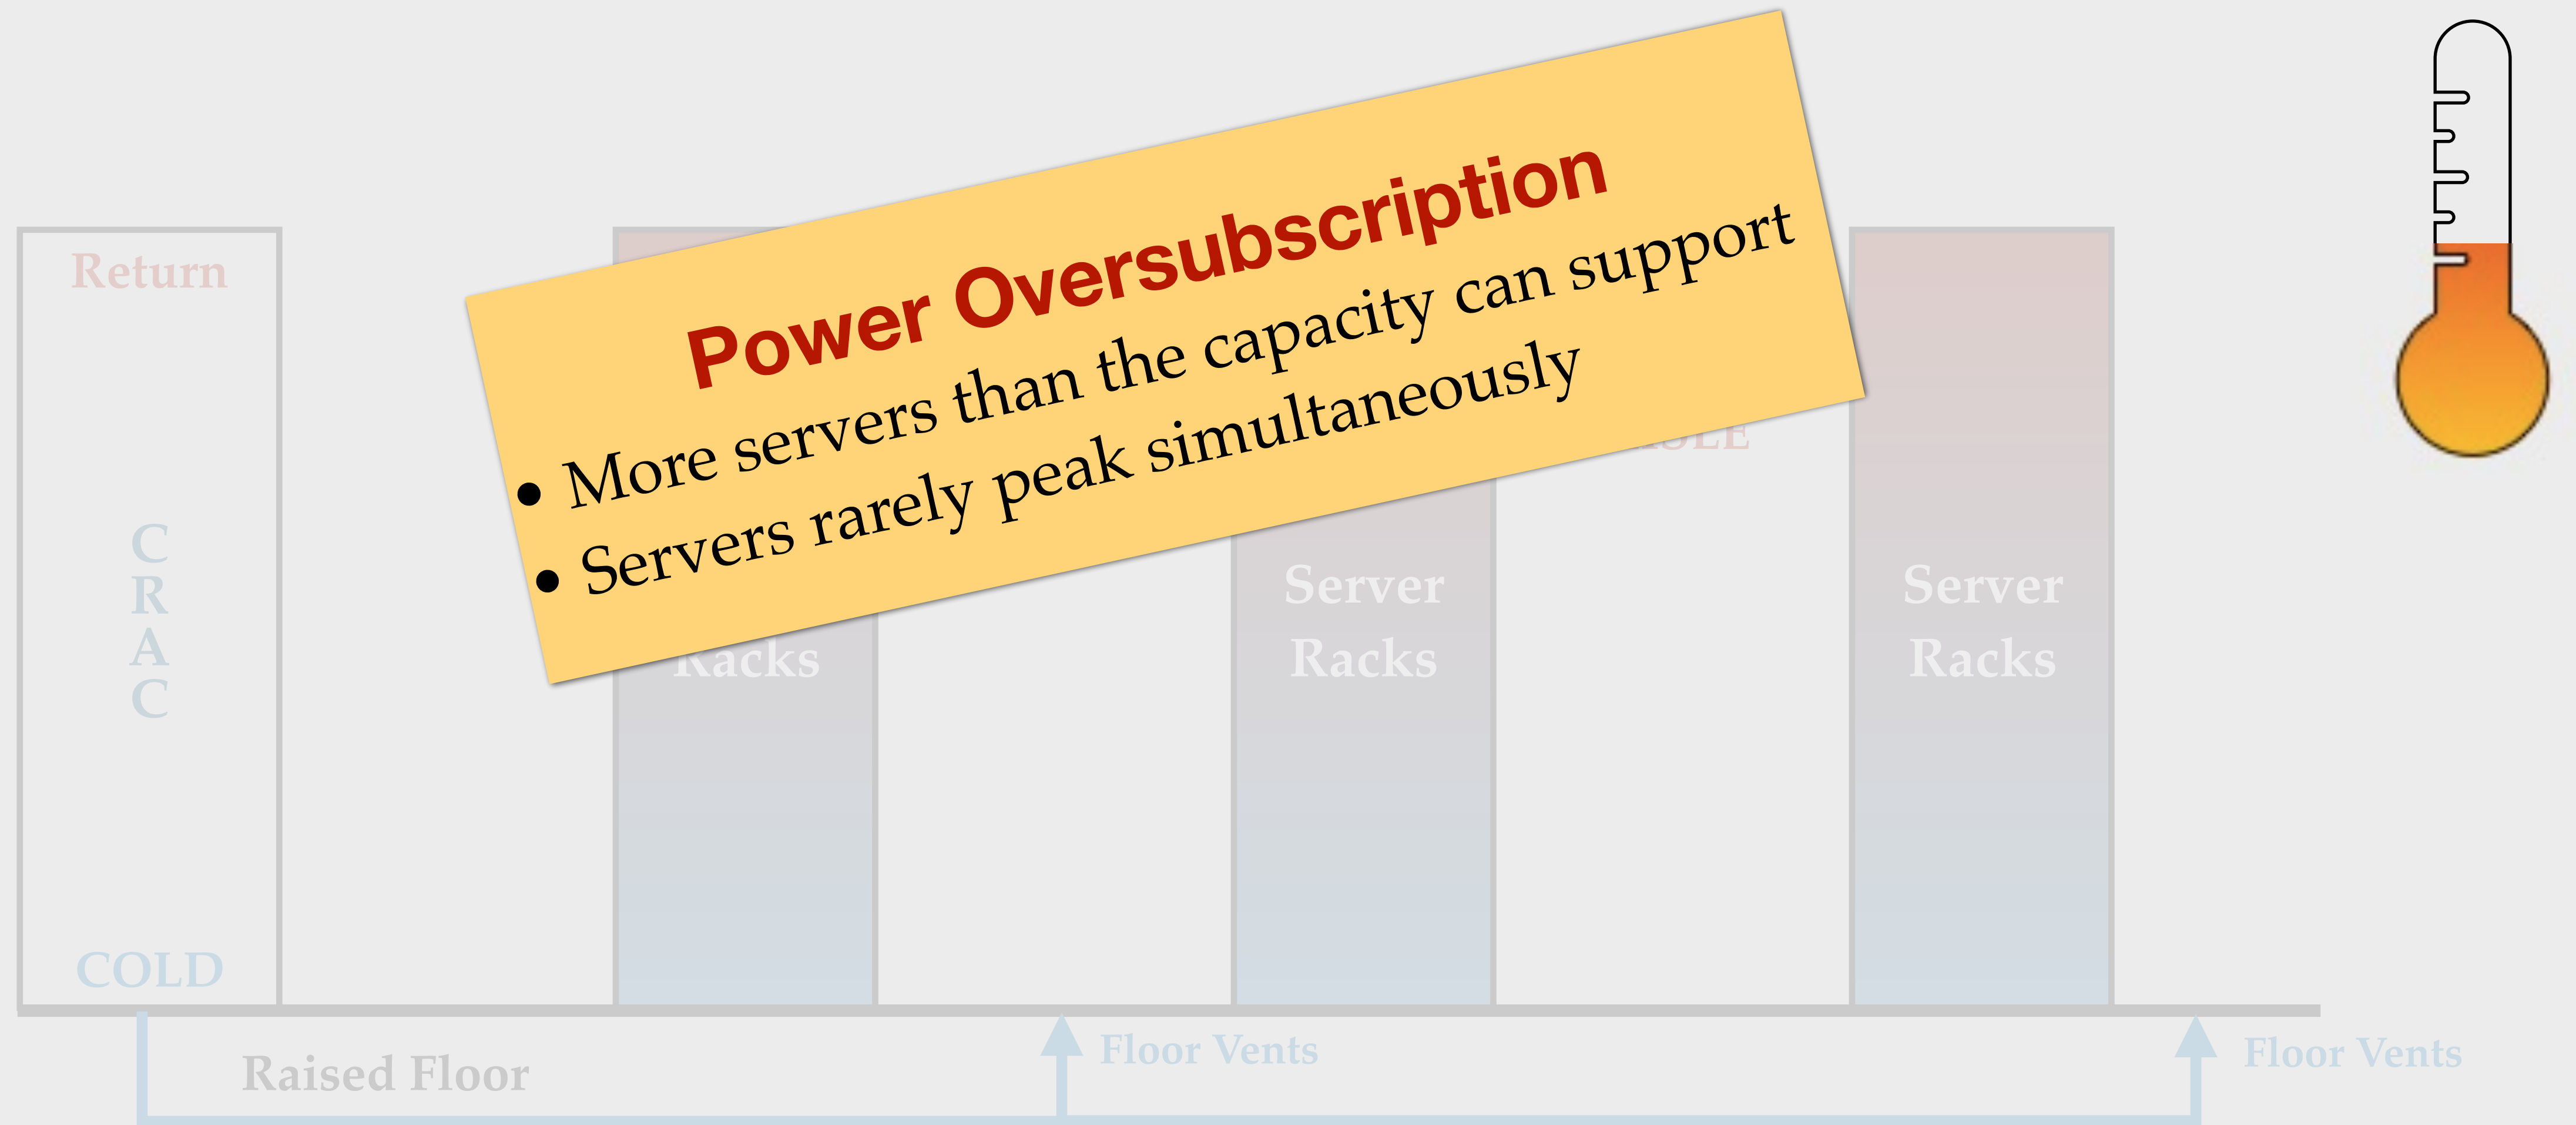 Power Oversubscription
• More servers than the capacity can support
• Servers rarely peak simultaneously
Return
C
R
A
C
COLD
Racks
Server
Racks
Server
Racks
Raised Floor
Floor Vents
Floor Vents